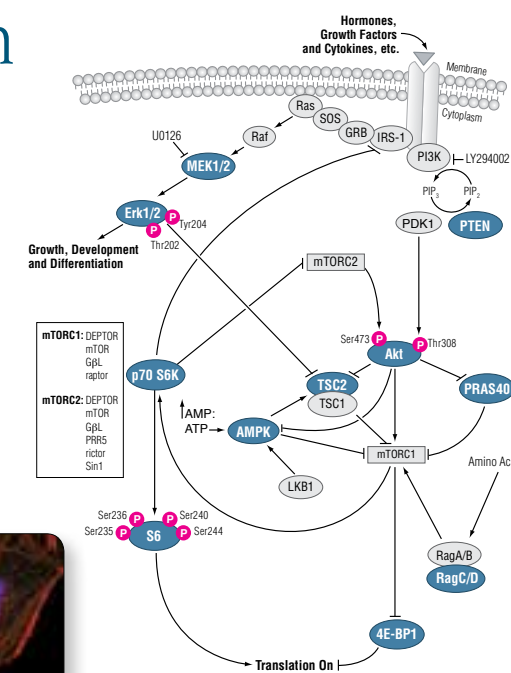 n
Hormones,
Growth Factors
and Cytokines, etc.
Membrane
Cytoplasm
Ras
SOS
GRB
IRS-1
PI3K
LY294002
U0126
Raf
MEK1/2
PIP3
PIP2
Erk1/2
P
Tyr204
P
Thr202
PDK1
PTEN
Growth, Development
and Differentiation
mTORC2
Ser473
P
Akt
P
Thr308
mTORC1: DEPTOR
mTOR
GβL
raptor
mTORC2: DEPTOR
mTOR
GβL
PRR5
rictor
Sin1
p70 S6K
TSC2
TSC1
PRAS40
AMP:
ATP
AMPK
mTORC1
LKB1
Amino Ac
Ser236
P
P
Ser240
Ser235
P
S6
P
Ser244
RagA/B
RagC/D
4E-BP1
Translation On